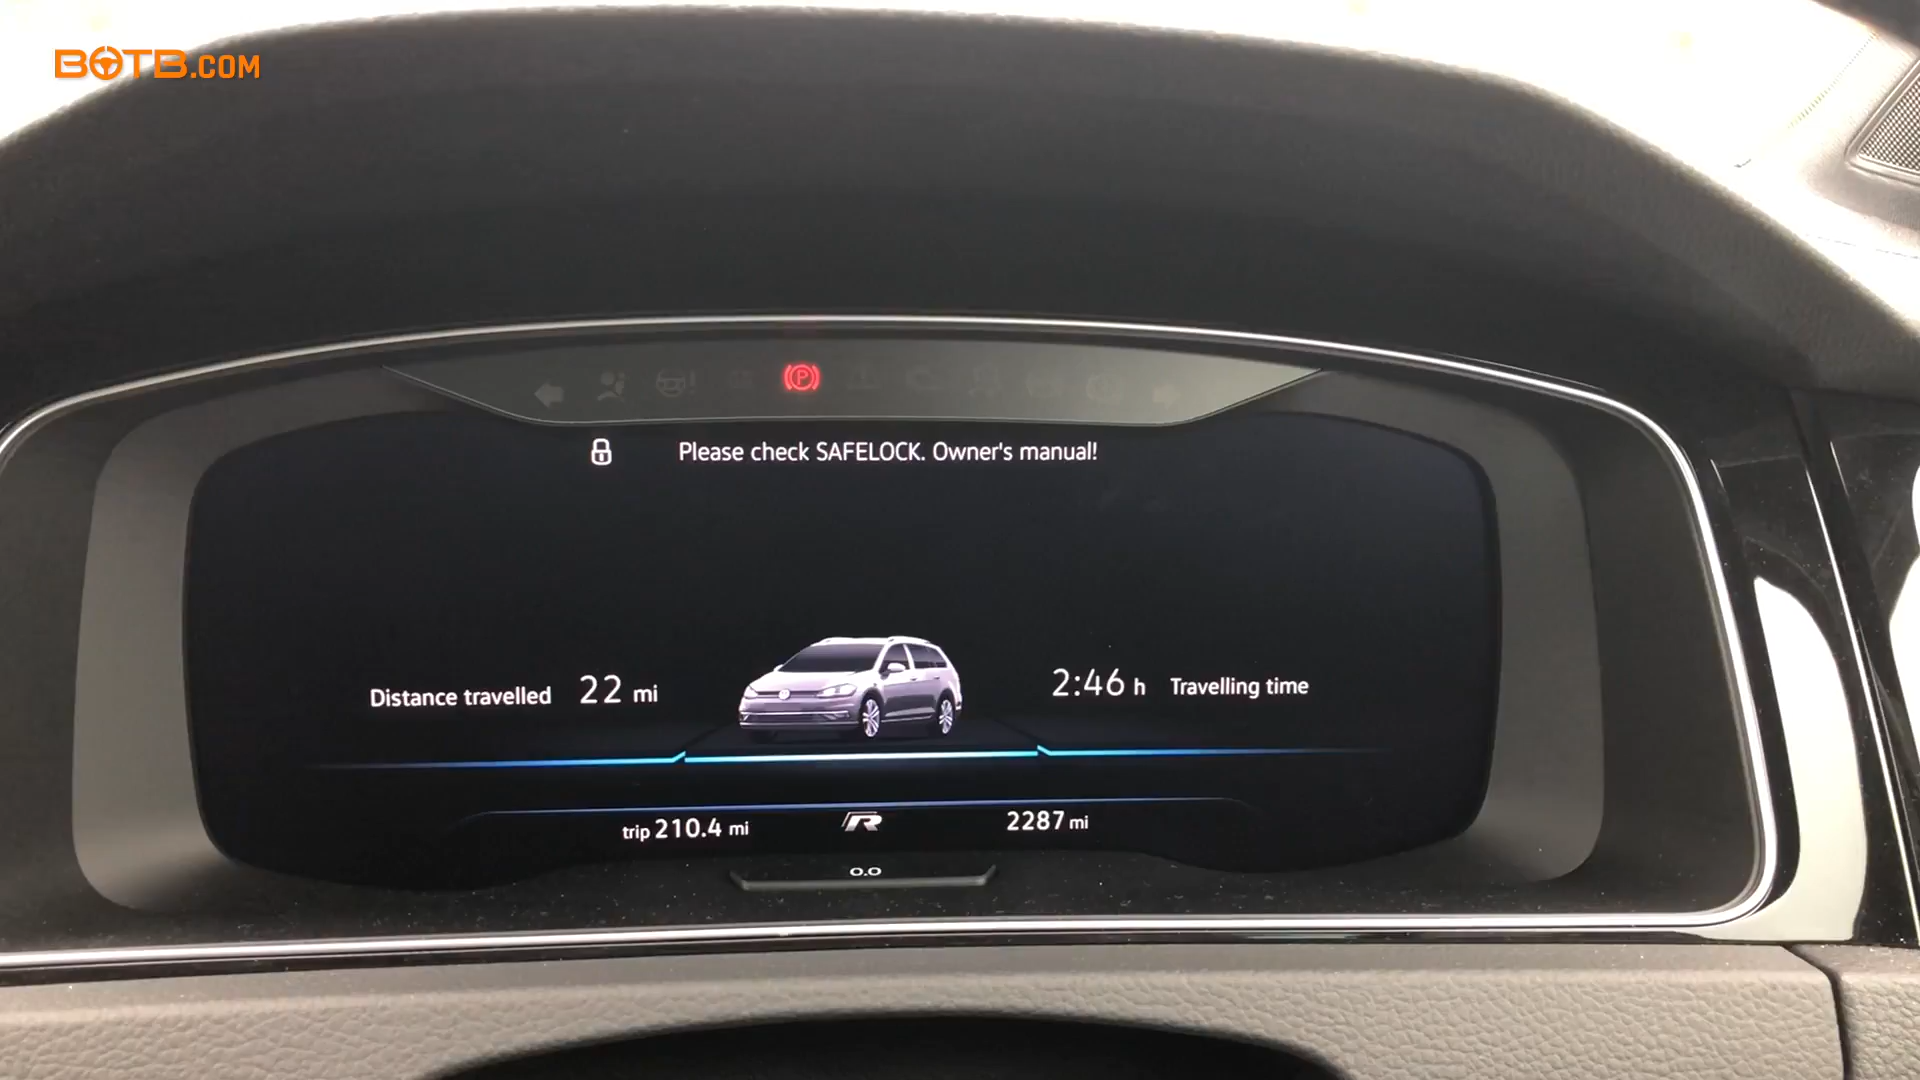 BOTB.COM
Please check SAFELOCK. Owner's manual!
Distance travelled 22 mi
2:46 h Travelling time
trip 210.4 mi R 2287 mi
0.0